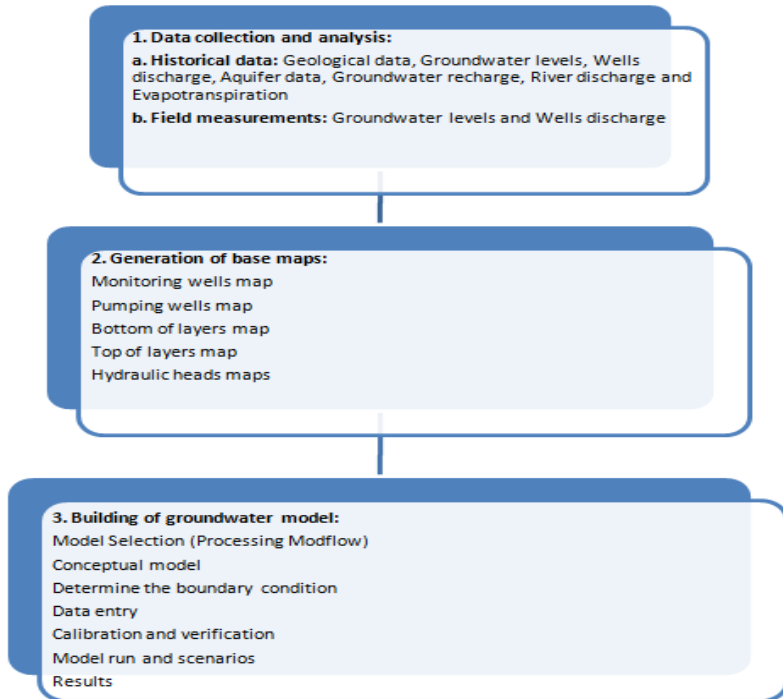 1. Data collection and analysis:
a. Historical data: Geological data, Groundwater levels, Wells
discharge, Aquifer data, Groundwater recharge, River discharge and
Evapotranspiration
b. Field measurements: Groundwater levels and Wells discharge
2. Generation of base maps:
Monitoring wells map
Pumping wells map
Bottom of layers map
Top of layers map
Hydraulic heads maps
3. Building of groundwater model:
Model Selection (Processing Modflow)
Conceptual model
Determine the boundary condition
Data entry
Calibration and verification
Model run and scenarios
Results